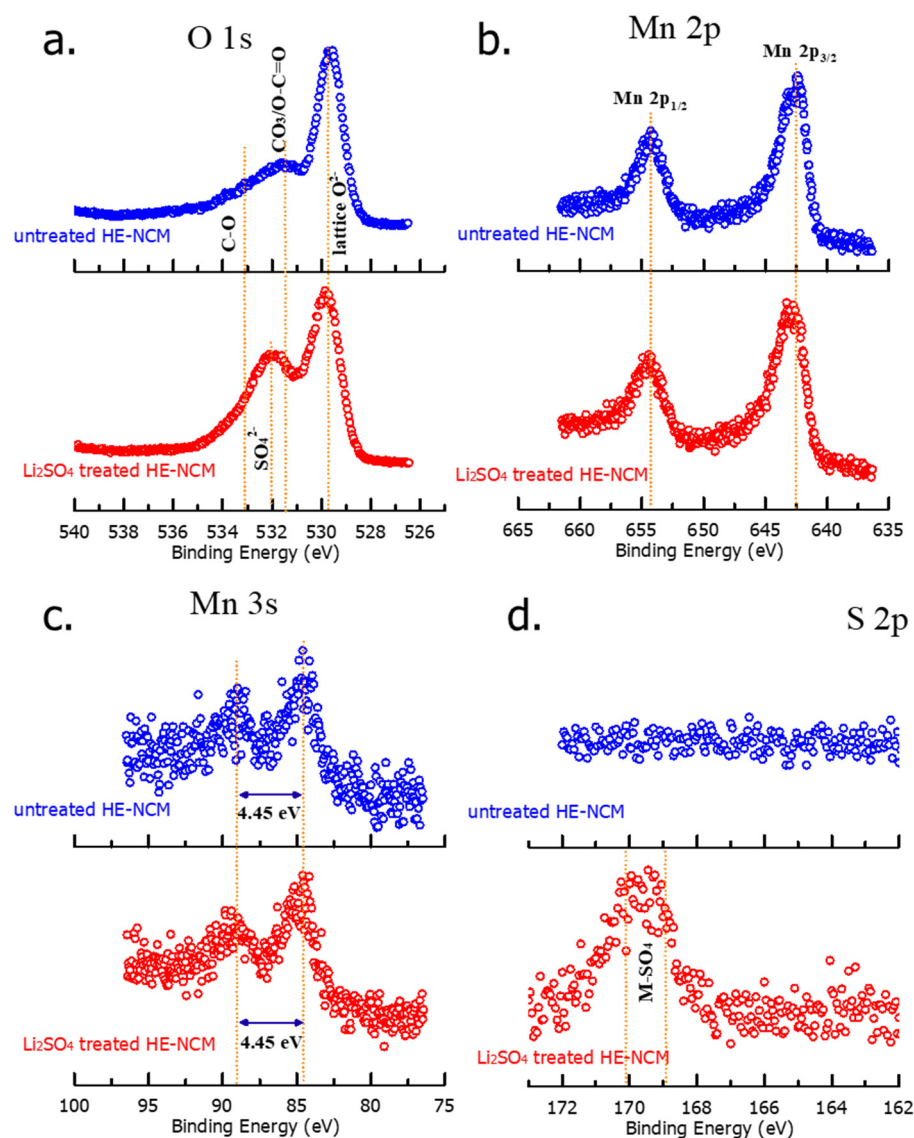 a.
O 1s
C-O
CO₃/O-C=O
lattice O²⁻
untreated HE-NCM
SO₄²⁻
Li₂SO₄ treated HE-NCM
540 538 536 534 532 530 528 526
Binding Energy (eV)
b.
Mn 2p
Mn 2p₁/₂
Mn 2p₃/₂
untreated HE-NCM
Li₂SO₄ treated HE-NCM
665 660 655 650 645 640 635
Binding Energy (eV)
c.
Mn 3s
4.45 eV
untreated HE-NCM
4.45 eV
Li₂SO₄ treated HE-NCM
100 95 90 85 80 75
Binding Energy (eV)
d.
S 2p
untreated HE-NCM
M-SO₄
Li₂SO₄ treated HE-NCM
172 170 168 166 164 162
Binding Energy (eV)